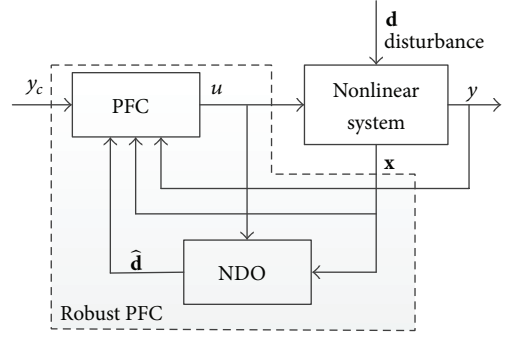 d
disturbance
y_c
PFC
u
Nonlinear
system
y
x
d̂
NDO
Robust PFC